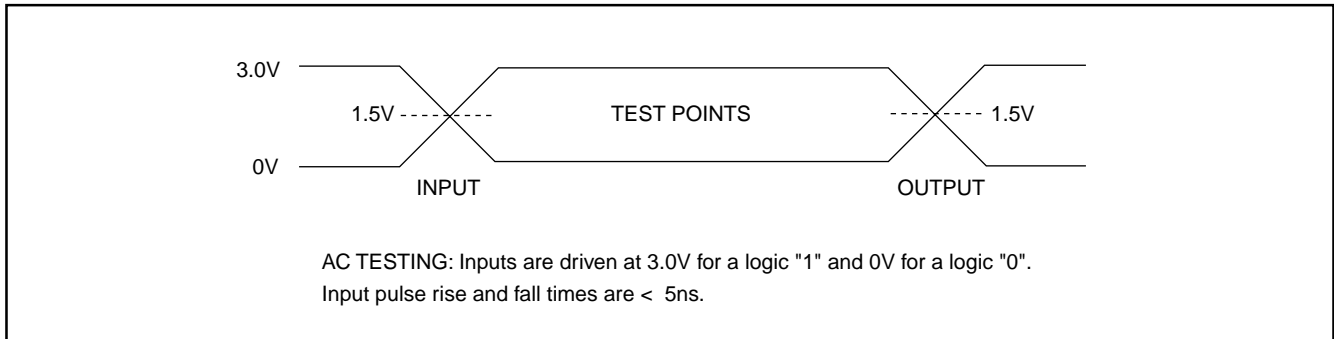 3.0V
1.5V
TEST POINTS
1.5V
0V
INPUT
OUTPUT
AC TESTING: Inputs are driven at 3.0V for a logic "1" and 0V for a logic "0".
Input pulse rise and fall times are < 5ns.